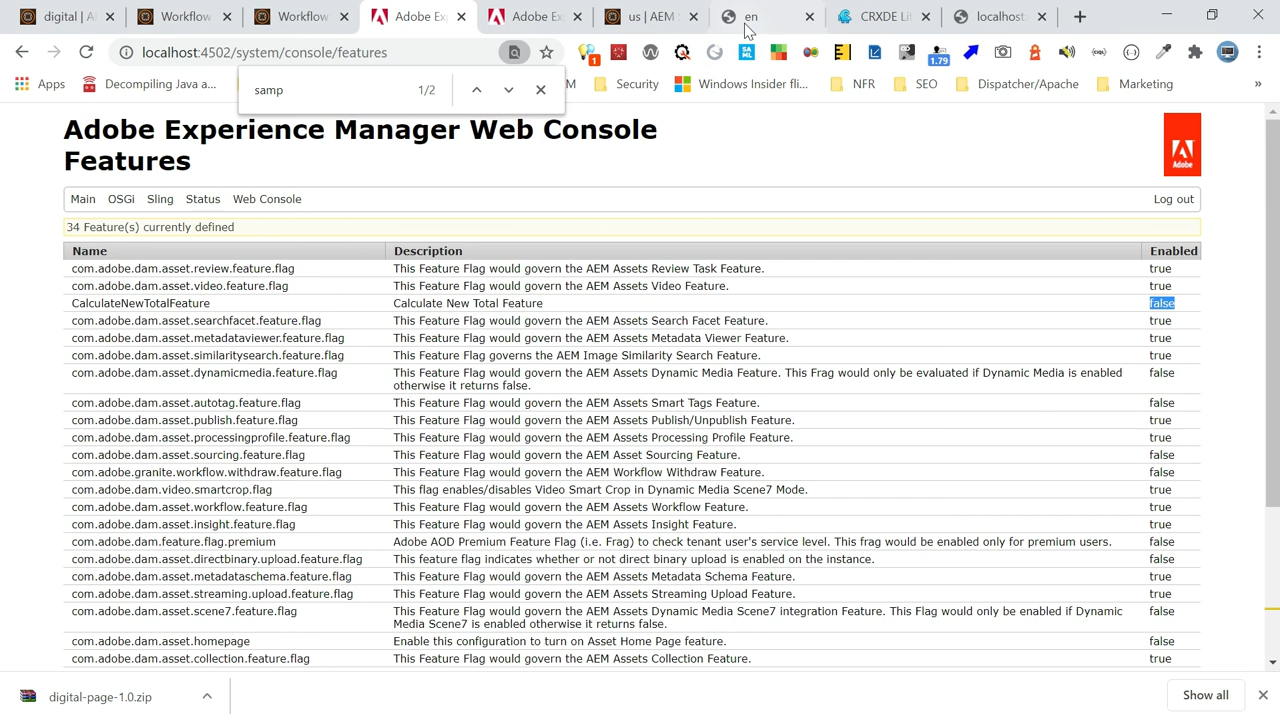 digital | A
Workflow
Workflow
Adobe Ex
Adobe Ex
us | AEM S
en
CRXDE Lit
localhost:
localhost:4502/system/console/features
1
1.79
Apps
Decompiling Java a...
M
Security
Windows Insider fli...
NFR
SEO
Dispatcher/Apache
Marketing
»
samp 1/2
Adobe Experience Manager Web Console
Features
Adobe
Main OSGi Sling Status Web Console Log out
34 Feature(s) currently defined
Name Description Enabled
com.adobe.dam.asset.review.feature.flag This Feature Flag would govern the AEM Assets Review Task Feature. true
com.adobe.dam.asset.video.feature.flag This Feature Flag would govern the AEM Assets Video Feature. true
CalculateNewTotalFeature Calculate New Total Feature false
com.adobe.dam.asset.searchfacet.feature.flag This Feature Flag would govern the AEM Assets Search Facet Feature. true
com.adobe.dam.asset.metadataviewer.feature.flag This Feature Flag would govern the AEM Assets Metadata Viewer Feature. true
com.adobe.dam.asset.similaritysearch.feature.flag This Feature Flag governs the AEM Image Similarity Search Feature. true
com.adobe.dam.asset.dynamicmedia.feature.flag This Feature Flag would govern the AEM Assets Dynamic Media Feature. This Frag would only be evaluated if Dynamic Media is enabled false
otherwise it returns false.
com.adobe.dam.asset.autotag.feature.flag This Feature Flag would govern the AEM Assets Smart Tags Feature. false
com.adobe.dam.asset.publish.feature.flag This Feature Flag would govern the AEM Assets Publish/Unpublish Feature. true
com.adobe.dam.asset.processingprofile.feature.flag This Feature Flag would govern the AEM Assets Processing Profile Feature. true
com.adobe.dam.asset.sourcing.feature.flag This Feature Flag would govern the AEM Asset Sourcing Feature. false
com.adobe.granite.workflow.withdraw.feature.flag This Feature Flag would govern the AEM Workflow Withdraw Feature. false
com.adobe.dam.video.smartcrop.flag This flag enables/disables Video Smart Crop in Dynamic Media Scene7 Mode. true
com.adobe.dam.asset.workflow.feature.flag This Feature Flag would govern the AEM Assets Workflow Feature. true
com.adobe.dam.asset.insight.feature.flag This Feature Flag would govern the AEM Assets Insight Feature. true
com.adobe.dam.feature.flag.premium Adobe AOD Premium Feature Flag (i.e. Frag) to check tenant user's service level. This frag would be enabled only for premium users. false
com.adobe.dam.asset.directbinary.upload.feature.flag This feature flag indicates whether or not direct binary upload is enabled on the instance. false
com.adobe.dam.asset.metadataschema.feature.flag This Feature Flag would govern the AEM Assets Metadata Schema Feature. true
com.adobe.dam.asset.streaming.upload.feature.flag This Feature Flag would govern the AEM Assets Streaming Upload Feature. true
com.adobe.dam.asset.scene7.feature.flag This Feature Flag would govern the AEM Assets Dynamic Media Scene7 integration Feature. This Flag would only be enabled if Dynamic false
Media Scene7 is enabled otherwise it returns false.
com.adobe.dam.asset.homepage Enable this configuration to turn on Asset Home Page feature. false
com.adobe.dam.asset.collection.feature.flag This Feature Flag would govern the AEM Assets Collection Feature. true
digital-page-1.0.zip
Show all